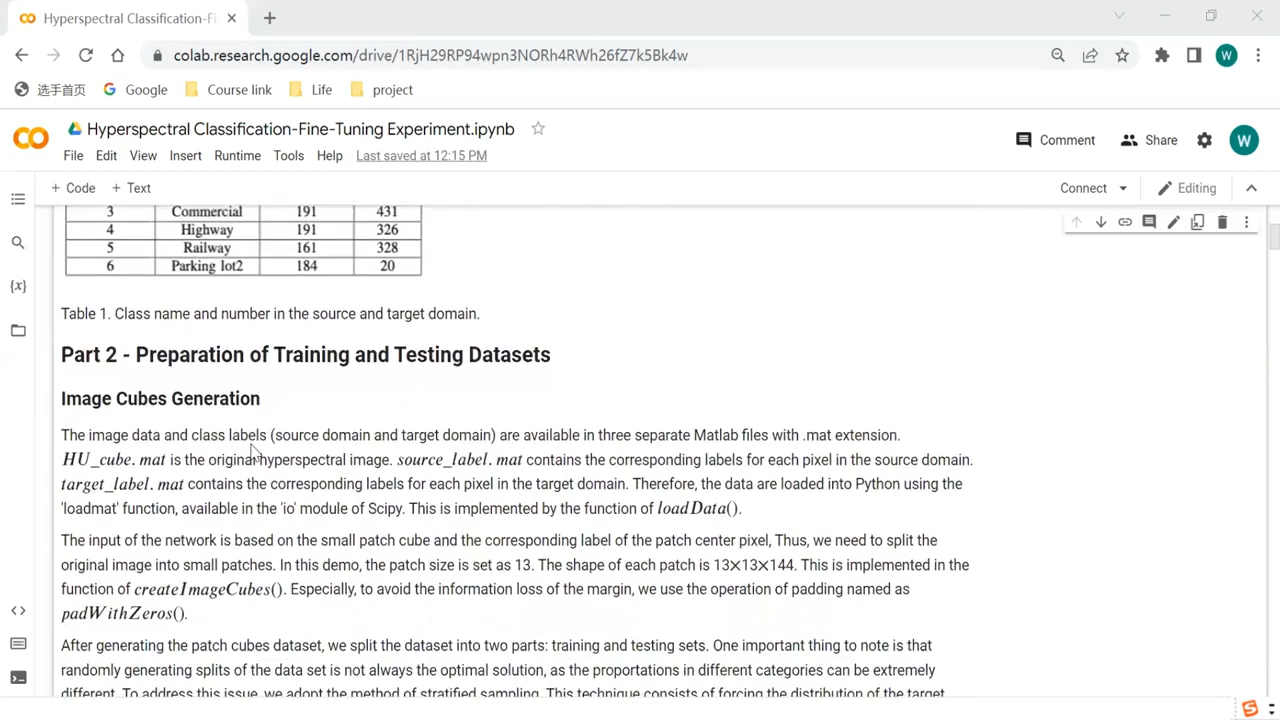 Hyperspectral Classification-Fi
colab.research.google.com/drive/1RjH29RP94wpn3NORh4RWh26fZ7k5Bk4w
W
选手首页 Google Course link Life project
Hyperspectral Classification-Fine-Tuning Experiment.ipynb
Comment Share W
File Edit View Insert Runtime Tools Help Last saved at 12:15 PM
+ Code + Text Connect Editing
3 Commercial 191 431
4 Highway 191 326
5 Railway 161 328
6 Parking lot2 184 20
{x}
Table 1. Class name and number in the source and target domain.
Part 2 - Preparation of Training and Testing Datasets
Image Cubes Generation
The image data and class labels (source domain and target domain) are available in three separate Matlab files with .mat extension.
HU_cube.mat is the original hyperspectral image. source_label.mat contains the corresponding labels for each pixel in the source domain.
target_label.mat contains the corresponding labels for each pixel in the target domain. Therefore, the data are loaded into Python using the
'loadmat' function, available in the 'io' module of Scipy. This is implemented by the function of loadData().
The input of the network is based on the small patch cube and the corresponding label of the patch center pixel, Thus, we need to split the
original image into small patches. In this demo, the patch size is set as 13. The shape of each patch is 13×13×144. This is implemented in the
function of createImageCubes(). Especially, to avoid the information loss of the margin, we use the operation of padding named as
padWithZeros().
After generating the patch cubes dataset, we split the dataset into two parts: training and testing sets. One important thing to note is that
randomly generating splits of the data set is not always the optimal solution, as the proportations in different categories can be extremely
different. To address this issue, we adopt the method of stratified sampling. This technique consists of forcing the distribution of the target